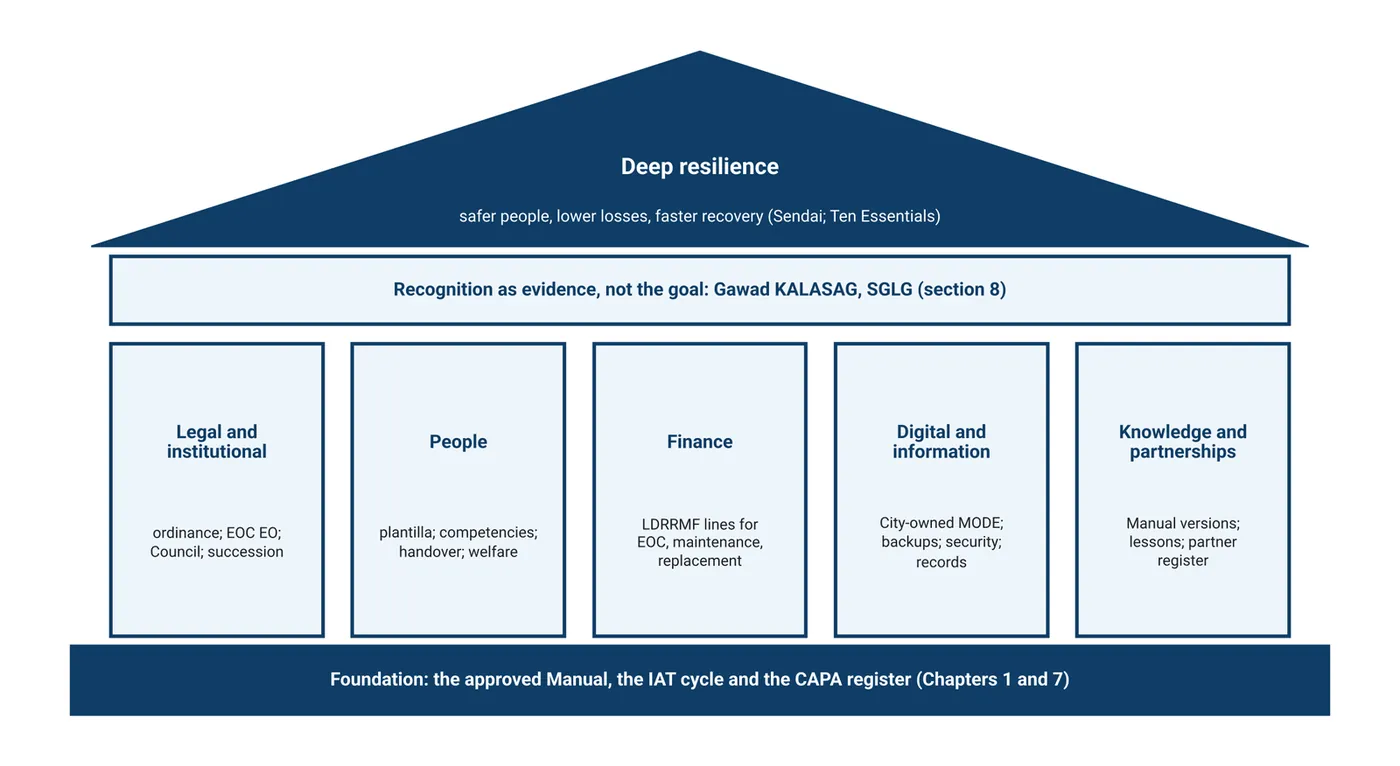 Deep resilience
safer people, lower losses, faster recovery (Sendai; Ten Essentials)
Recognition as evidence, not the goal: Gawad KALASAG, SGLG (section 8)
Legal and
institutional
ordinance; EOC EO;
Council; succession
People
plantilla; competencies;
handover; welfare
Finance
LDRRMF lines for
EOC, maintenance,
replacement
Digital and
information
City-owned MODE;
backups; security;
records
Knowledge and
partnerships
Manual versions;
lessons; partner
register
Foundation: the approved Manual, the IAT cycle and the CAPA register (Chapters 1 and 7)